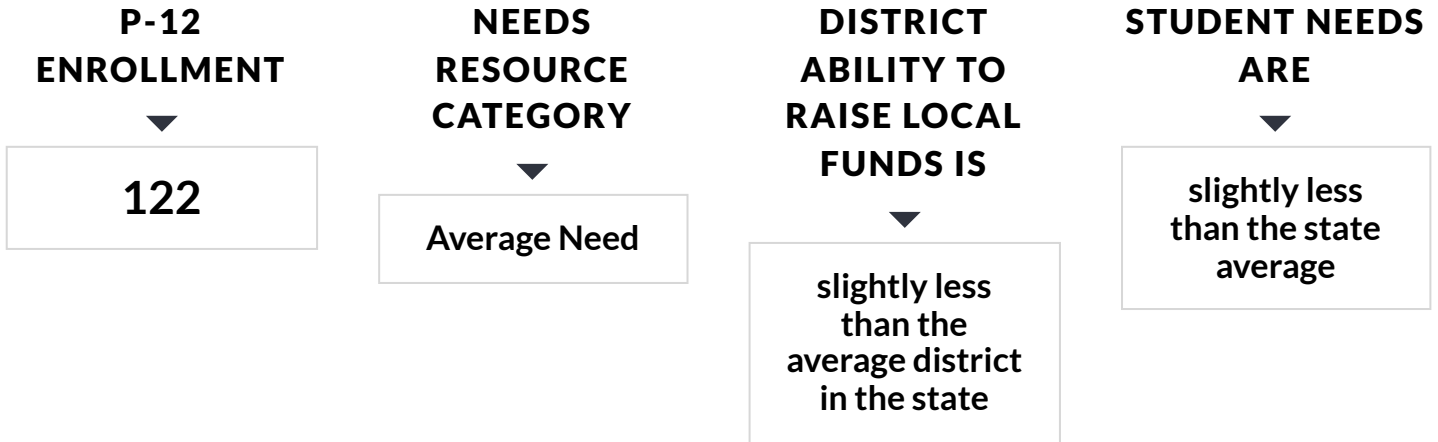 P-12
ENROLLMENT
122
NEEDS
RESOURCE
CATEGORY
Average Need
DISTRICT
ABILITY TO
RAISE LOCAL
FUNDS IS
slightly less
than the
average district
in the state
STUDENT NEEDS
ARE
slightly less
than the state
average